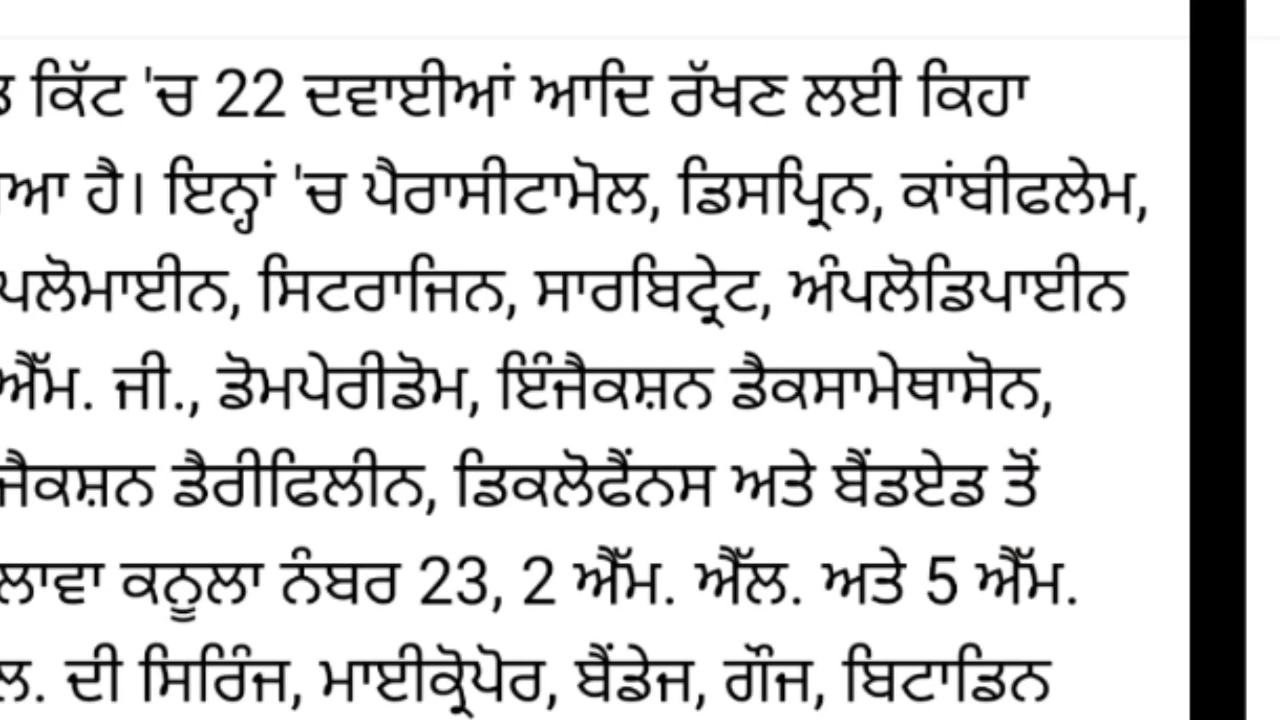 ਕਿੱਟ 'ਚ 22 ਦਵਾਈਆਂ ਆਦਿ ਰੱਖਣ ਲਈ ਕਿਹਾ
ਹੈ। ਇਨ੍ਹਾਂ 'ਚ ਪੈਰਾਸੀਟਾਮੋਲ, ਡਿਸਪ੍ਰਿਨ, ਕਾਂਬੀਫਲੇਮ,
ਪਲੋਮਾਈਨ, ਸਿਟਰਾਜਿਨ, ਸਾਰਬਿਟ੍ਰੇਟ, ਅੰਪਲੋਡਿਪਾਈਨ
ਐੱਮ. ਜੀ., ਡੋਮਪੇਰੀਡੋਮ, ਇੰਜੈਕਸ਼ਨ ਡੈਕਸਾਮੇਥਾਸੋਨ,
ਜੈਕਸ਼ਨ ਡੈਰੀਫਿਲੀਨ, ਡਿਕਲੋਫੈਂਨਸ ਅਤੇ ਬੈਂਡਏਡ ਤੋਂ
ਲਾਵਾ ਕਨੂਲਾ ਨੰਬਰ 23, 2 ਐੱਮ. ਐੱਲ. ਅਤੇ 5 ਐੱਮ.
ਲ. ਦੀ ਸਿਰਿੰਜ, ਮਾਈਕ੍ਰੋਪੋਰ, ਬੈਂਡੇਜ, ਗੌਜ, ਬਿਟਾਡਿਨ